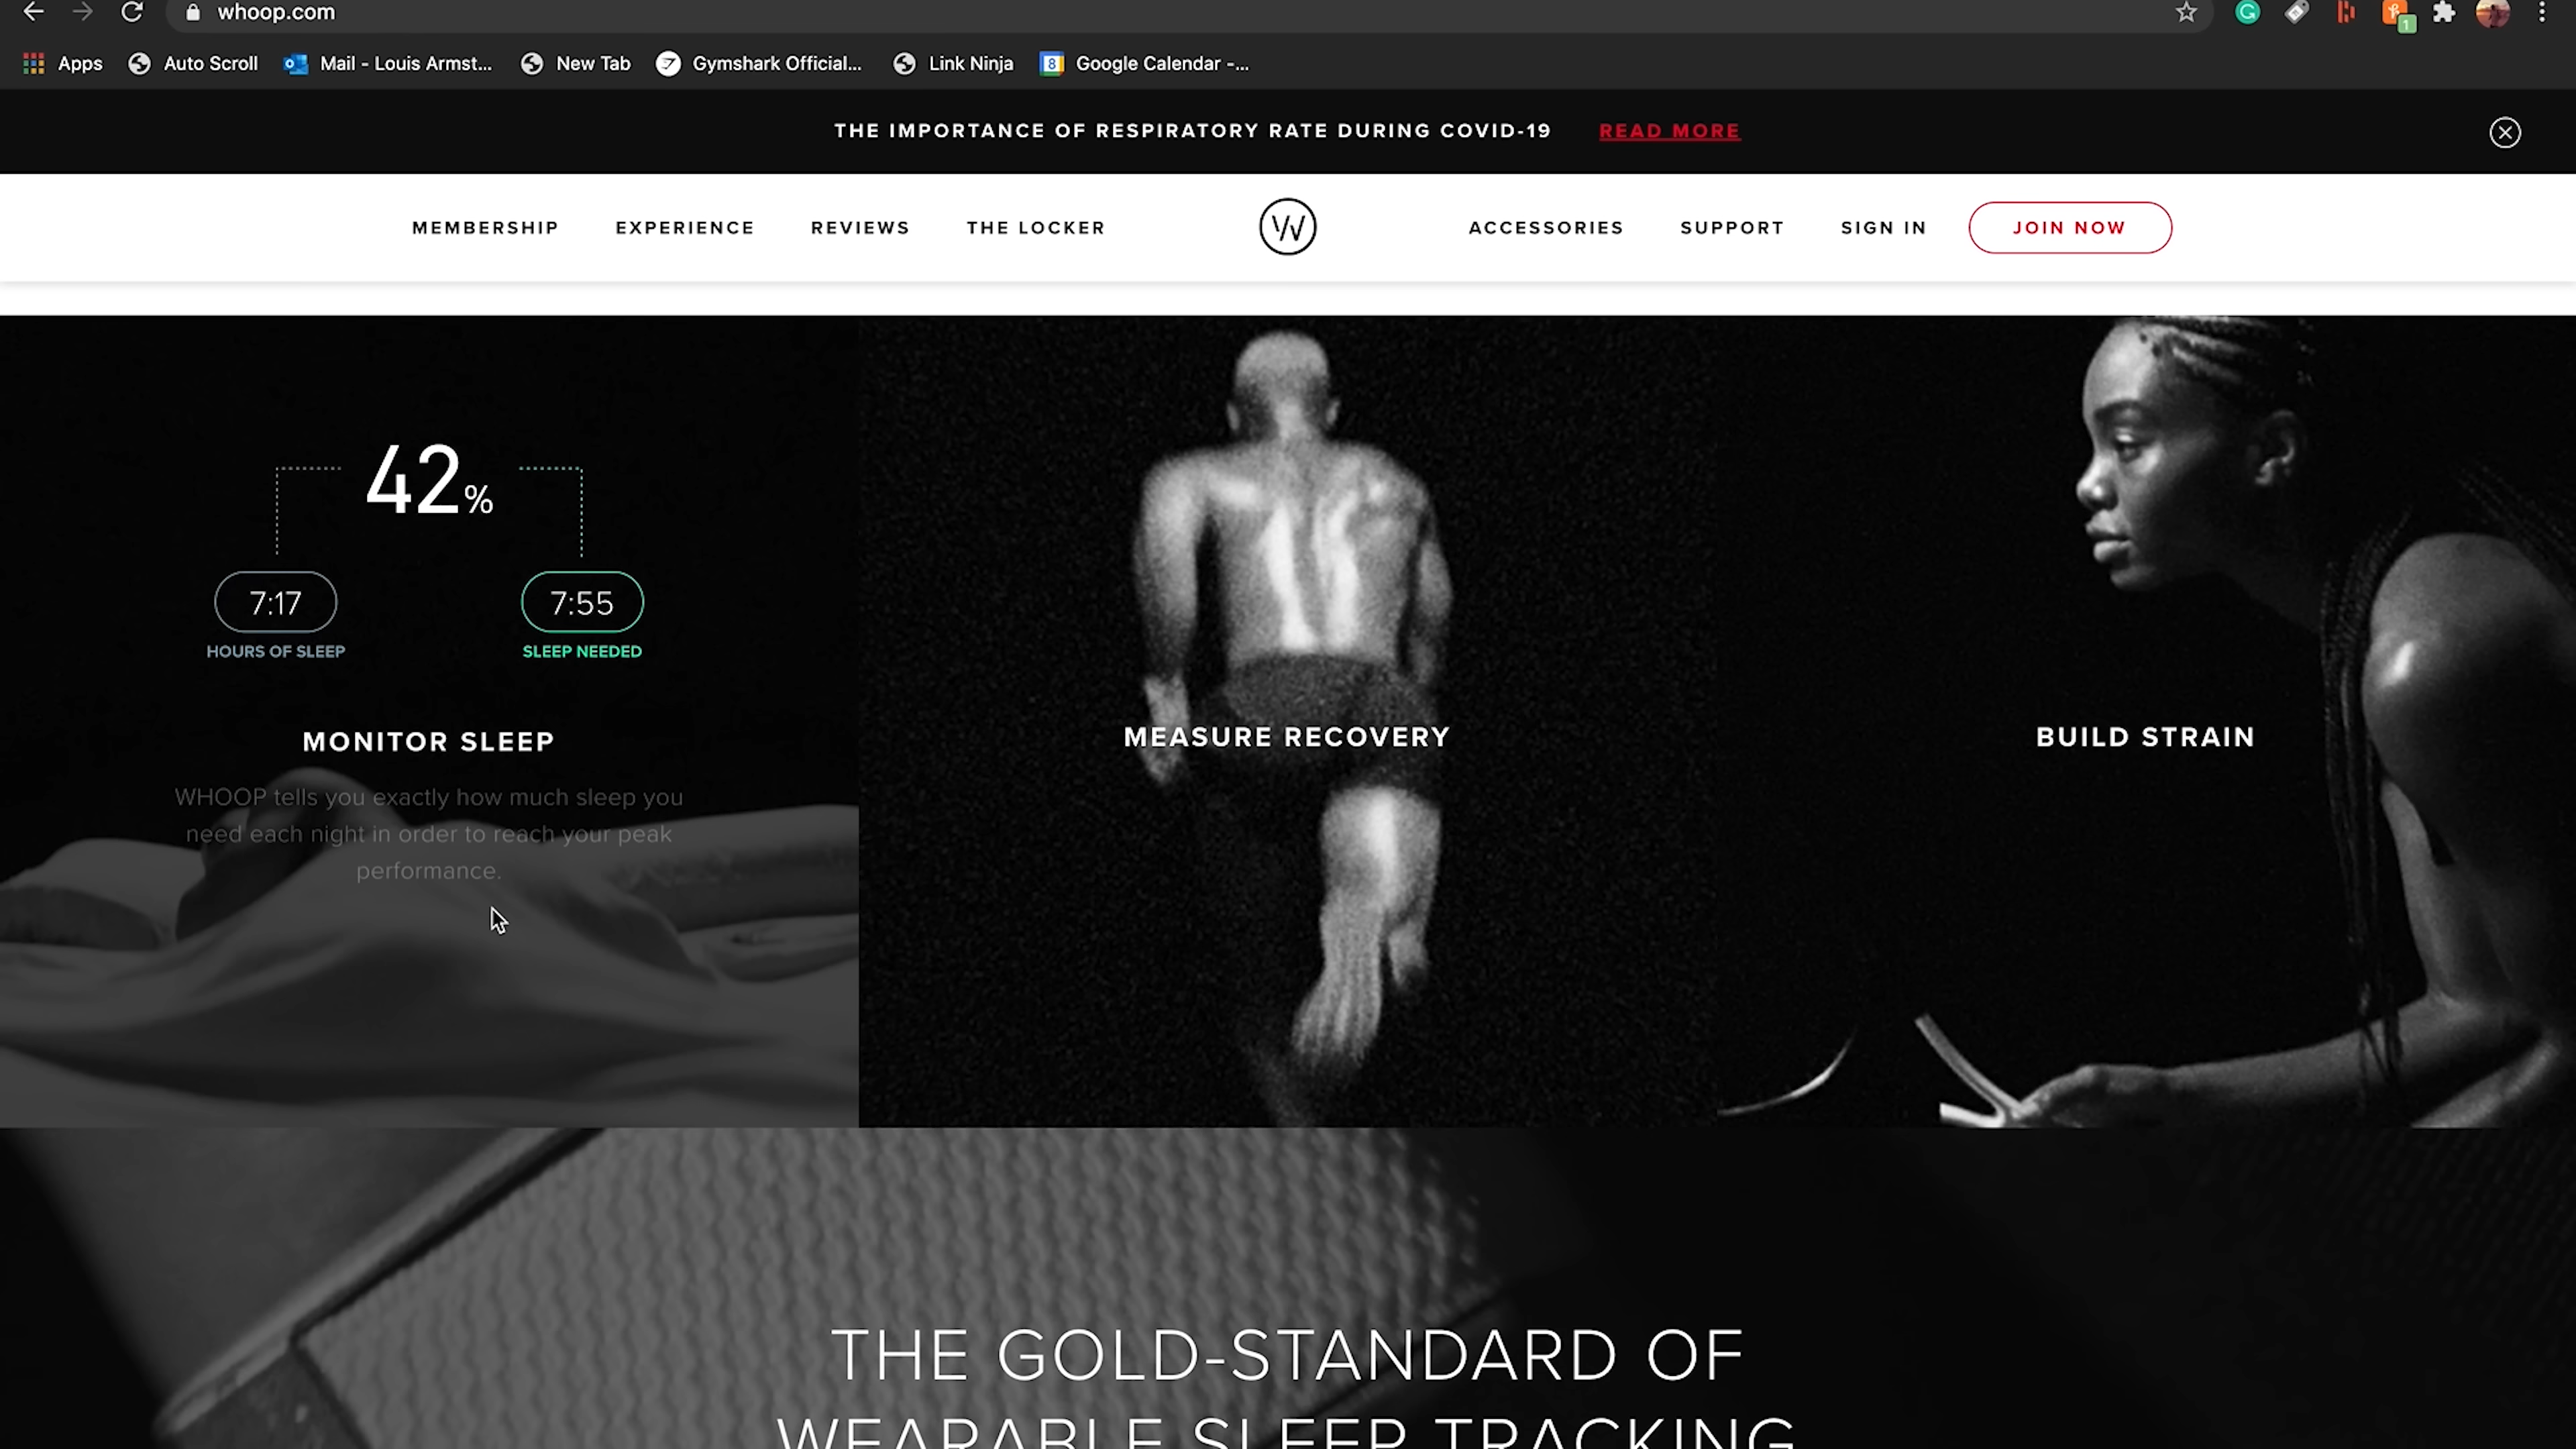 whoop.com
1
Apps
Auto Scroll
Mail - Louis Armst...
New Tab
Gymshark Official...
Link Ninja
8
Google Calendar -...
THE IMPORTANCE OF RESPIRATORY RATE DURING COVID-19 READ MORE
MEMBERSHIP EXPERIENCE REVIEWS THE LOCKER W ACCESSORIES SUPPORT SIGN IN JOIN NOW
42%
7:17 7:55
HOURS OF SLEEP SLEEP NEEDED
MONITOR SLEEP
WHOOP tells you exactly how much sleep you
need each night in order to reach your peak
performance.
MEASURE RECOVERY
BUILD STRAIN
THE GOLD-STANDARD OF
WEARABLE SLEEP TRACKING